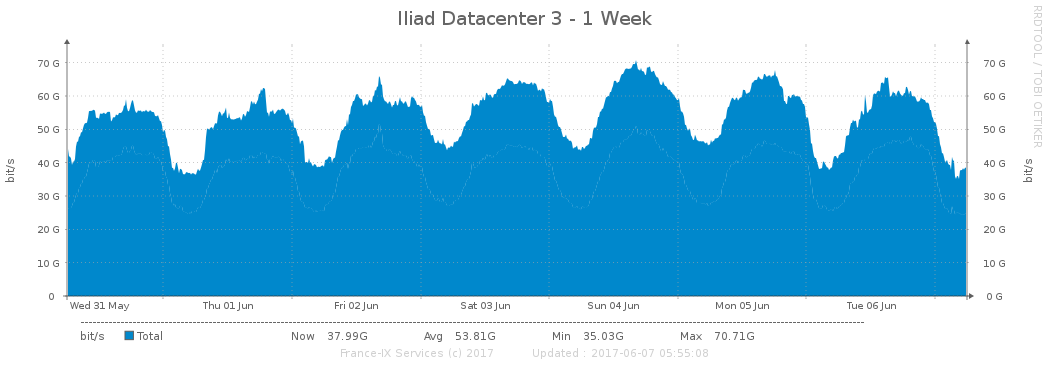 Iliad Datacenter 3 - 1 Week
RRDTOOL / TOBI OETIKER
bit/s
70 G
60 G
50 G
40 G
30 G
20 G
10 G
0
70 G
60 G
50 G
40 G
30 G
20 G
10 G
0 G
bit/s
Wed 31 May Thu 01 Jun Fri 02 Jun Sat 03 Jun Sun 04 Jun Mon 05 Jun Tue 06 Jun
bit/s Total Now 37.99G Avg 53.81G Min 35.03G Max 70.71G
France-IX Services (c) 2017 Updated : 2017-06-07 05:55:08